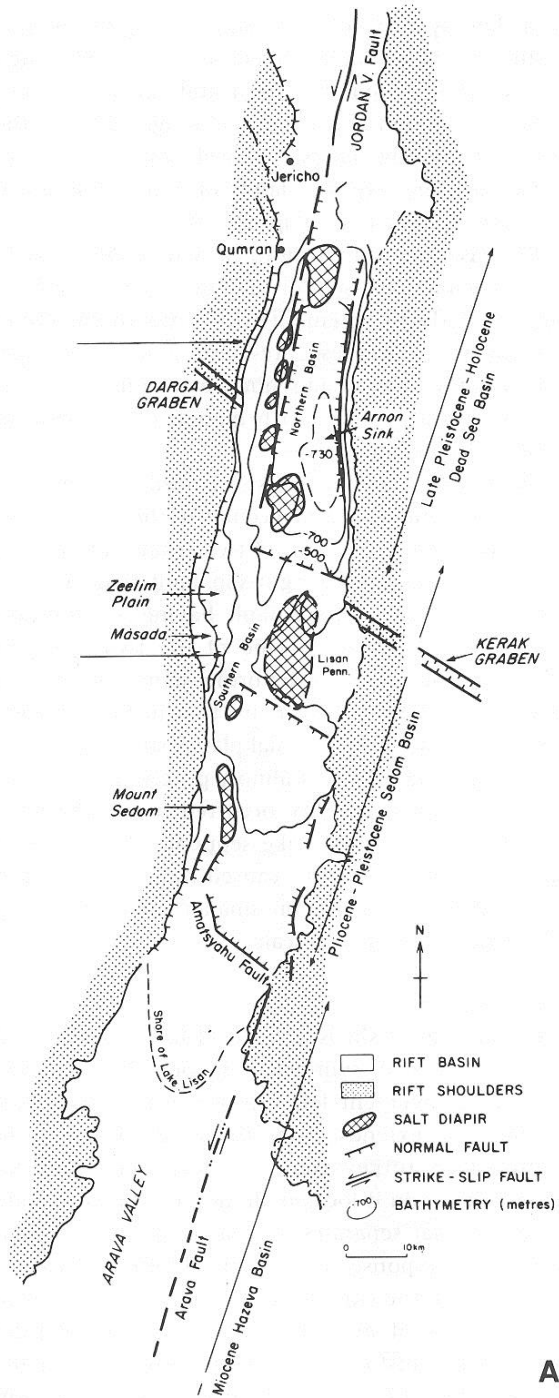 JORDAN V. Fault
Jericho
Qumran
DARGA
GRABEN
Northern Basin
Arnon
Sink
-730
-700
-500
Late Pleistocene - Holocene
Dead Sea Basin
Zeelim
Plain
Masada
Southern Basin
Lisan
Penn.
KERAK
GRABEN
Mount
Sedom
Pliocene - Pleistocene Sedom Basin
Amatsyahu Fault
N
Share of Lake Lisan
ARAVA VALLEY
Arava Fault
Miocene Hazeva Basin
RIFT BASIN
RIFT SHOULDERS
SALT DIAPIR
NORMAL FAULT
STRIKE-SLIP FAULT
-700 BATHYMETRY (metres)
0 10km
A